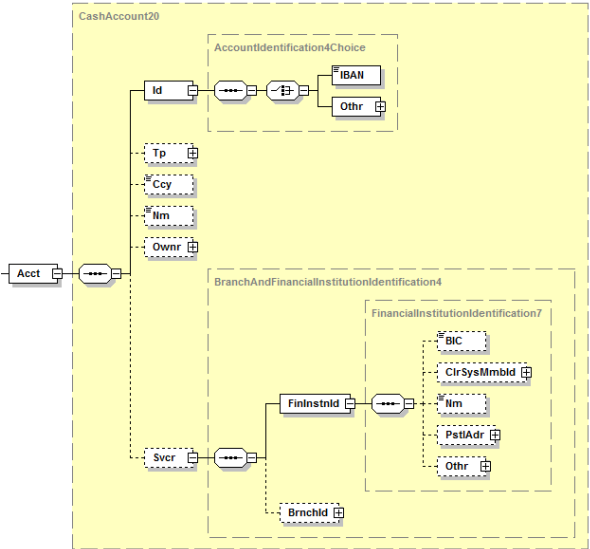 CashAccount20
AccountIdentification4Choice
Id
IBAN
Othr
Tp
Ccy
Nm
Ownr
Acct
BranchAndFinancialInstitutionIdentification4
FinancialInstitutionIdentification7
BIC
ClrSysMmbId
FinInstnId
Nm
PstlAdr
Svcr
Othr
BrnchId